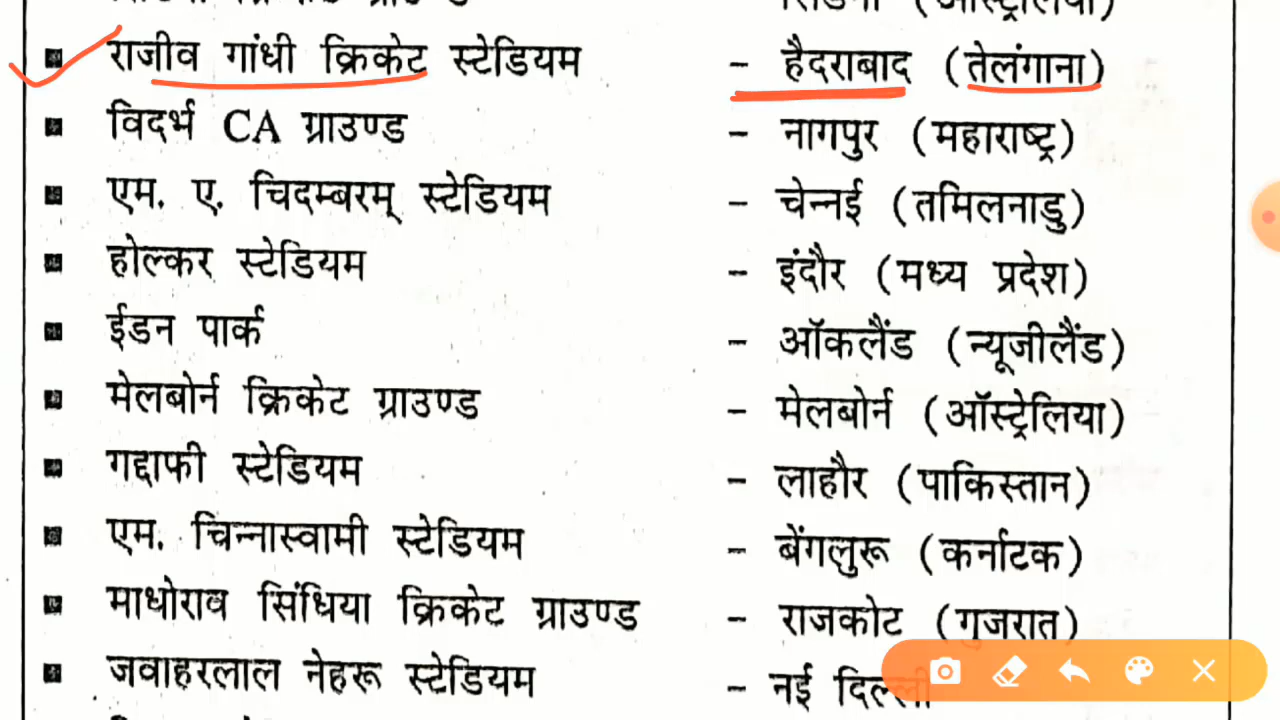 सिडनी (ऑस्ट्रेलिया)
राजीव गांधी क्रिकेट स्टेडियम - हैदराबाद (तेलंगाना)
विदर्भ CA ग्राउण्ड - नागपुर (महाराष्ट्र)
एम. ए. चिदम्बरम् स्टेडियम - चेन्नई (तमिलनाडु)
होल्कर स्टेडियम - इंदौर (मध्य प्रदेश)
ईडन पार्क - ऑकलैंड (न्यूजीलैंड)
मेलबोर्न क्रिकेट ग्राउण्ड - मेलबोर्न (ऑस्ट्रेलिया)
गद्दाफी स्टेडियम - लाहौर (पाकिस्तान)
एम. चिन्नास्वामी स्टेडियम - बेंगलुरू (कर्नाटक)
माधोराव सिंधिया क्रिकेट ग्राउण्ड - राजकोट (गुजरात)
जवाहरलाल नेहरू स्टेडियम - नई दिल्ली